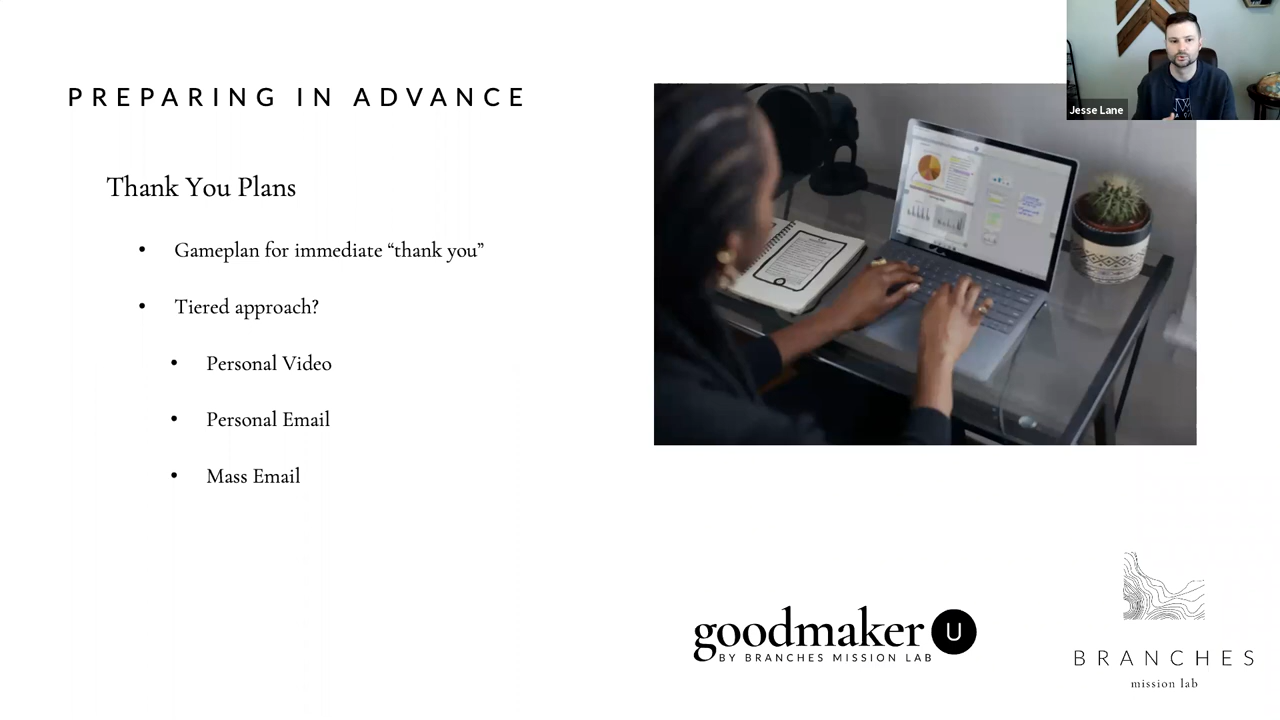 PREPARING IN ADVANCE
Thank You Plans
• Gameplan for immediate “thank you”
• Tiered approach?
• Personal Video
• Personal Email
• Mass Email
Jesse Lane
goodmaker U
BY BRANCHES MISSION LAB
BRANCHES
mission lab